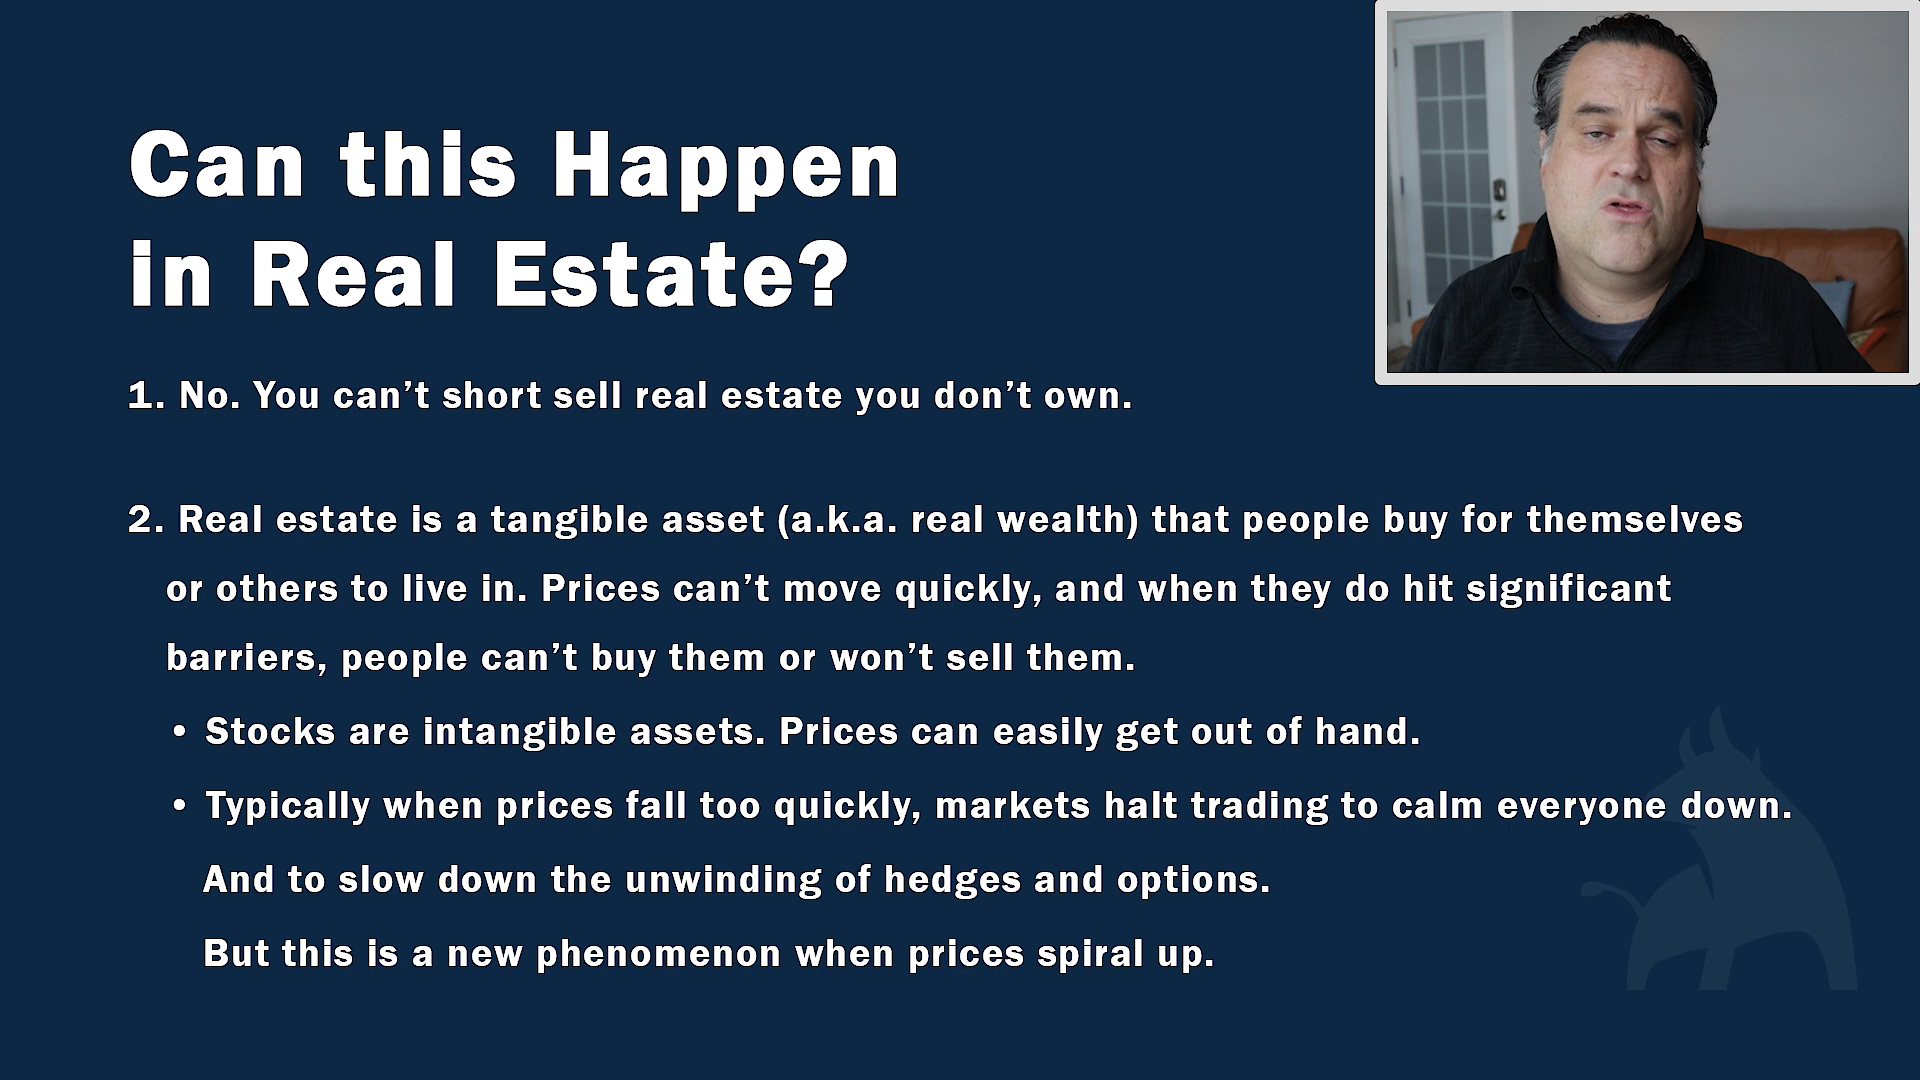 Can this Happen
in Real Estate?
1. No. You can’t short sell real estate you don’t own.
2. Real estate is a tangible asset (a.k.a. real wealth) that people buy for themselves
or others to live in. Prices can’t move quickly, and when they do hit significant
barriers, people can’t buy them or won’t sell them.
• Stocks are intangible assets. Prices can easily get out of hand.
• Typically when prices fall too quickly, markets halt trading to calm everyone down.
And to slow down the unwinding of hedges and options.
But this is a new phenomenon when prices spiral up.